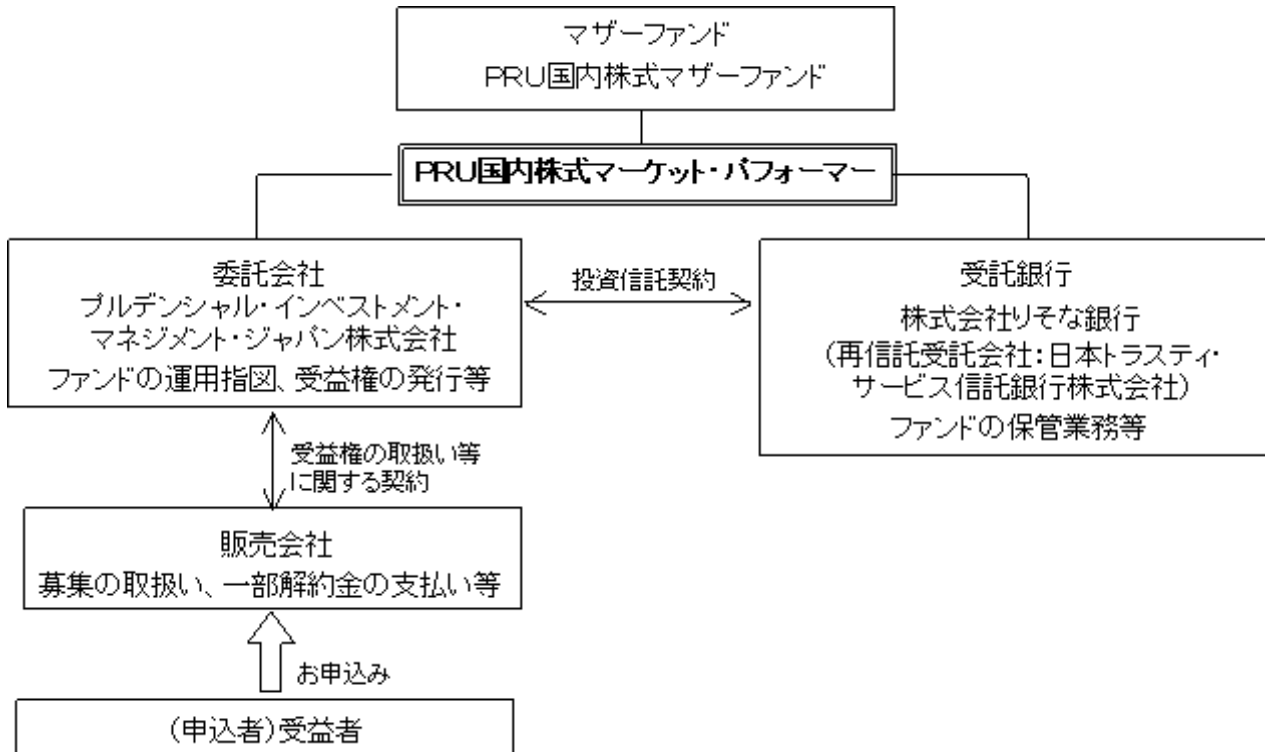 マザーファンド
PRU国内株式マザーファンド
PRU国内株式マーケット・パフォーマー
委託会社
プルデンシャル・インベストメント・
マネジメント・ジャパン株式会社
ファンドの運用指図、受益権の発行等
投資信託契約
受託銀行
株式会社りそな銀行
(再信託受託会社:日本トラスティ・
サービス信託銀行株式会社)
ファンドの保管業務等
受益権の取扱い等
に関する契約
販売会社
募集の取扱い、一部解約金の支払い等
お申込み
(申込者)受益者